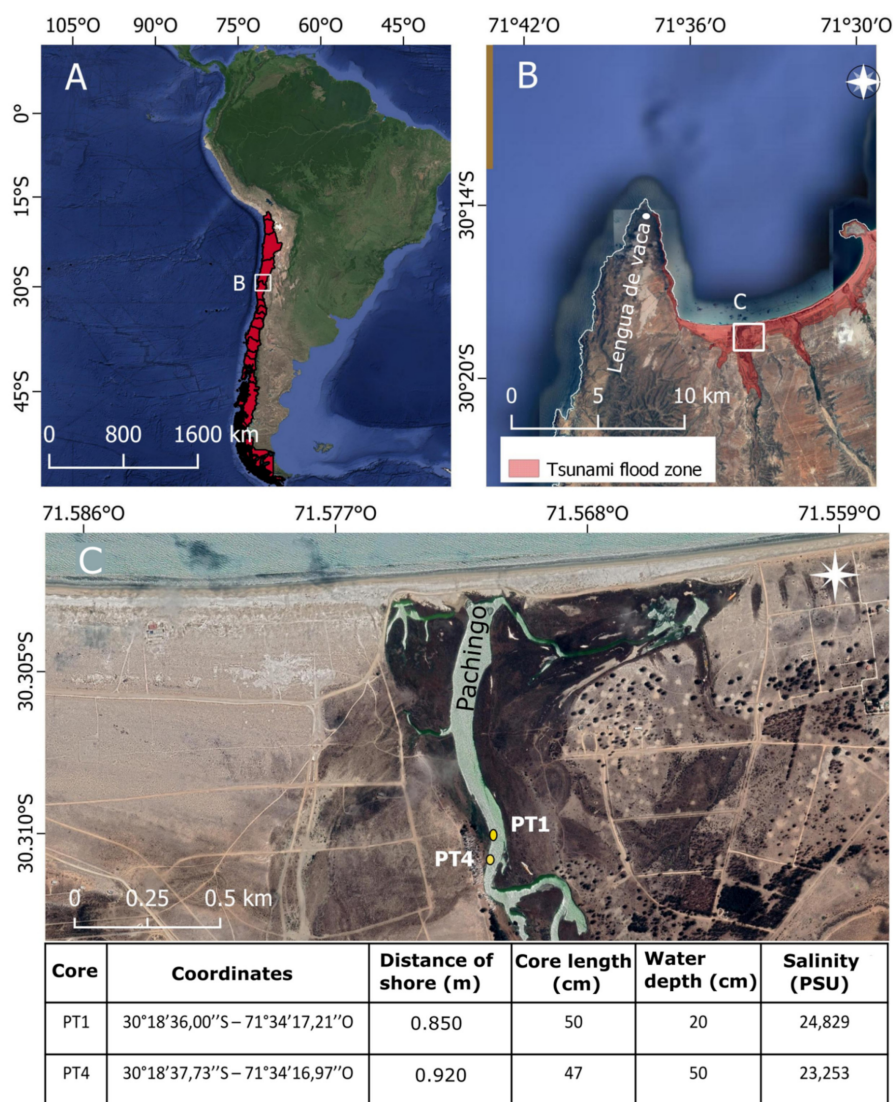 105°O 90°O 75°O 60°O 45°O
71°42'O 71°36'O 71°30'O
A
B
0°
15°S
30°S
45°S
B
0 800 1600 km
30°14'S
30°20'S
Lengua de vaca
C
0 5 10 km
Tsunami flood zone
71.586°O 71.577°O 71.568°O 71.559°O
C
30.305°S
30.310°S
Pachingo
PT1
PT4
0 0.25 0.5 km
Core Coordinates Distance of shore (m) Core length (cm) Water depth (cm) Salinity (PSU)
PT1 30°18'36,00''S – 71°34'17,21''O 0.850 50 20 24,829
PT4 30°18'37,73''S – 71°34'16,97''O 0.920 47 50 23,253